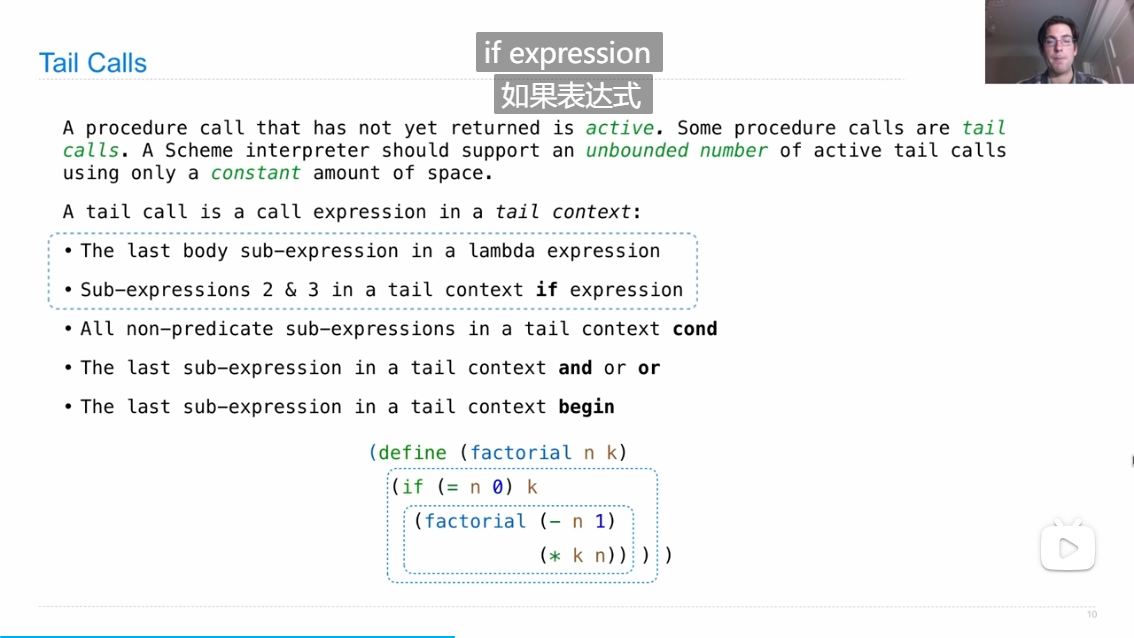 Tail Calls
if expression
如果表达式
A procedure call that has not yet returned is active. Some procedure calls are tail
calls. A Scheme interpreter should support an unbounded number of active tail calls
using only a constant amount of space.
A tail call is a call expression in a tail context:
• The last body sub-expression in a lambda expression
• Sub-expressions 2 & 3 in a tail context if expression
• All non-predicate sub-expressions in a tail context cond
• The last sub-expression in a tail context and or or
• The last sub-expression in a tail context begin
(define (factorial n k)
(if (= n 0) k
(factorial (- n 1)
(* k n)) ) )
10